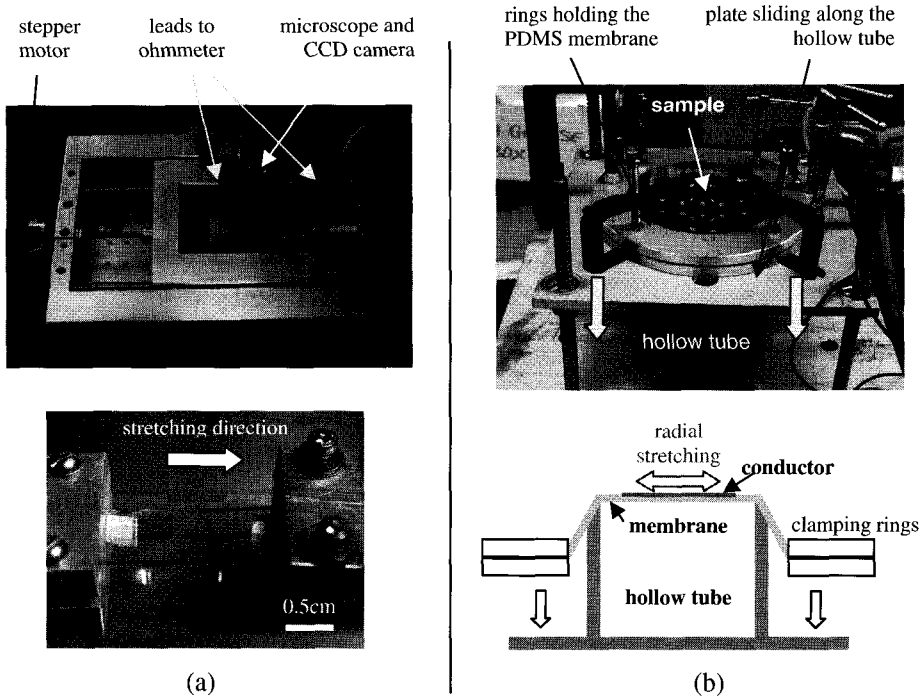 stepper
motor
leads to
ohmmeter
microscope and
CCD camera
stretching direction
0.5cm
(a)
rings holding the
PDMS membrane
plate sliding along the
hollow tube
sample
hollow tube
radial
stretching
conductor
membrane
clamping rings
hollow tube
(b)